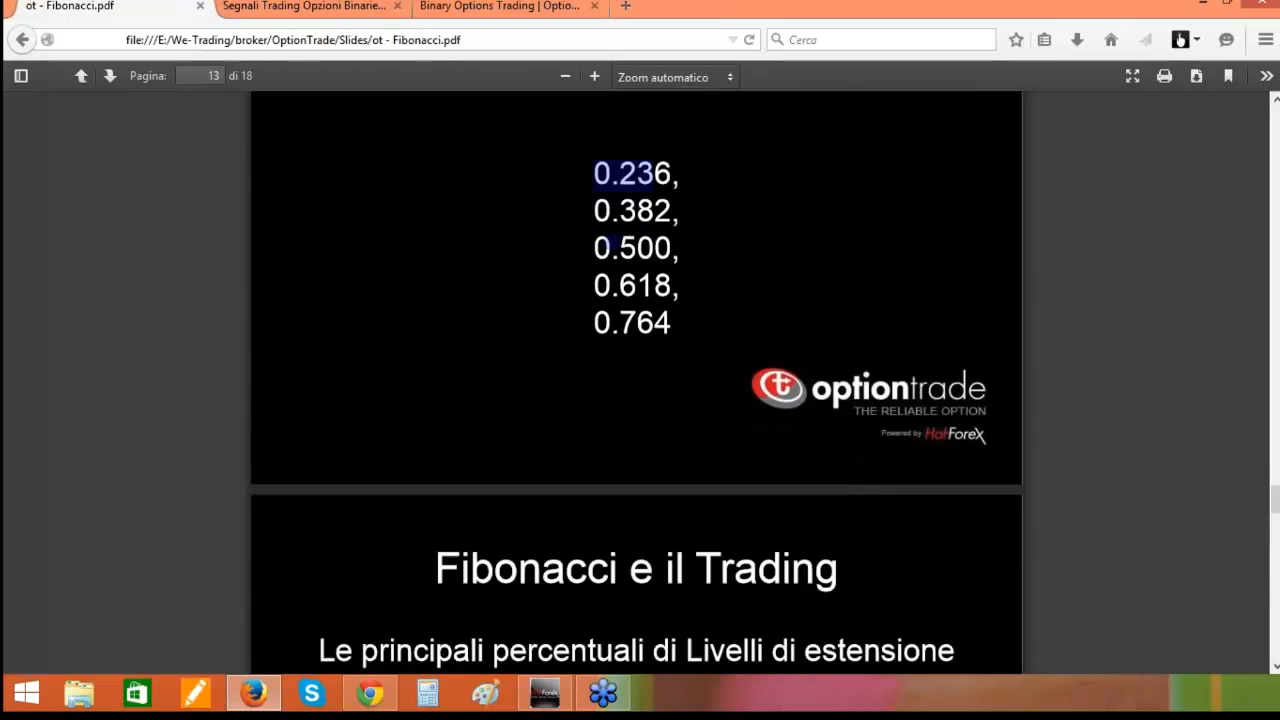 ot - Fibonacci.pdf
Segnali Trading Opzioni Binarie...
Binary Options Trading | Optio...
file:///E:/We-Trading/broker/OptionTrade/Slides/ot - Fibonacci.pdf
Cerca
Pagina:
13
di 18
Zoom automatico
0.236,
0.382,
0.500,
0.618,
0.764
optiontrade
THE RELIABLE OPTION
Powered by HotForeX
Fibonacci e il Trading
Le principali percentuali di Livelli di estensione